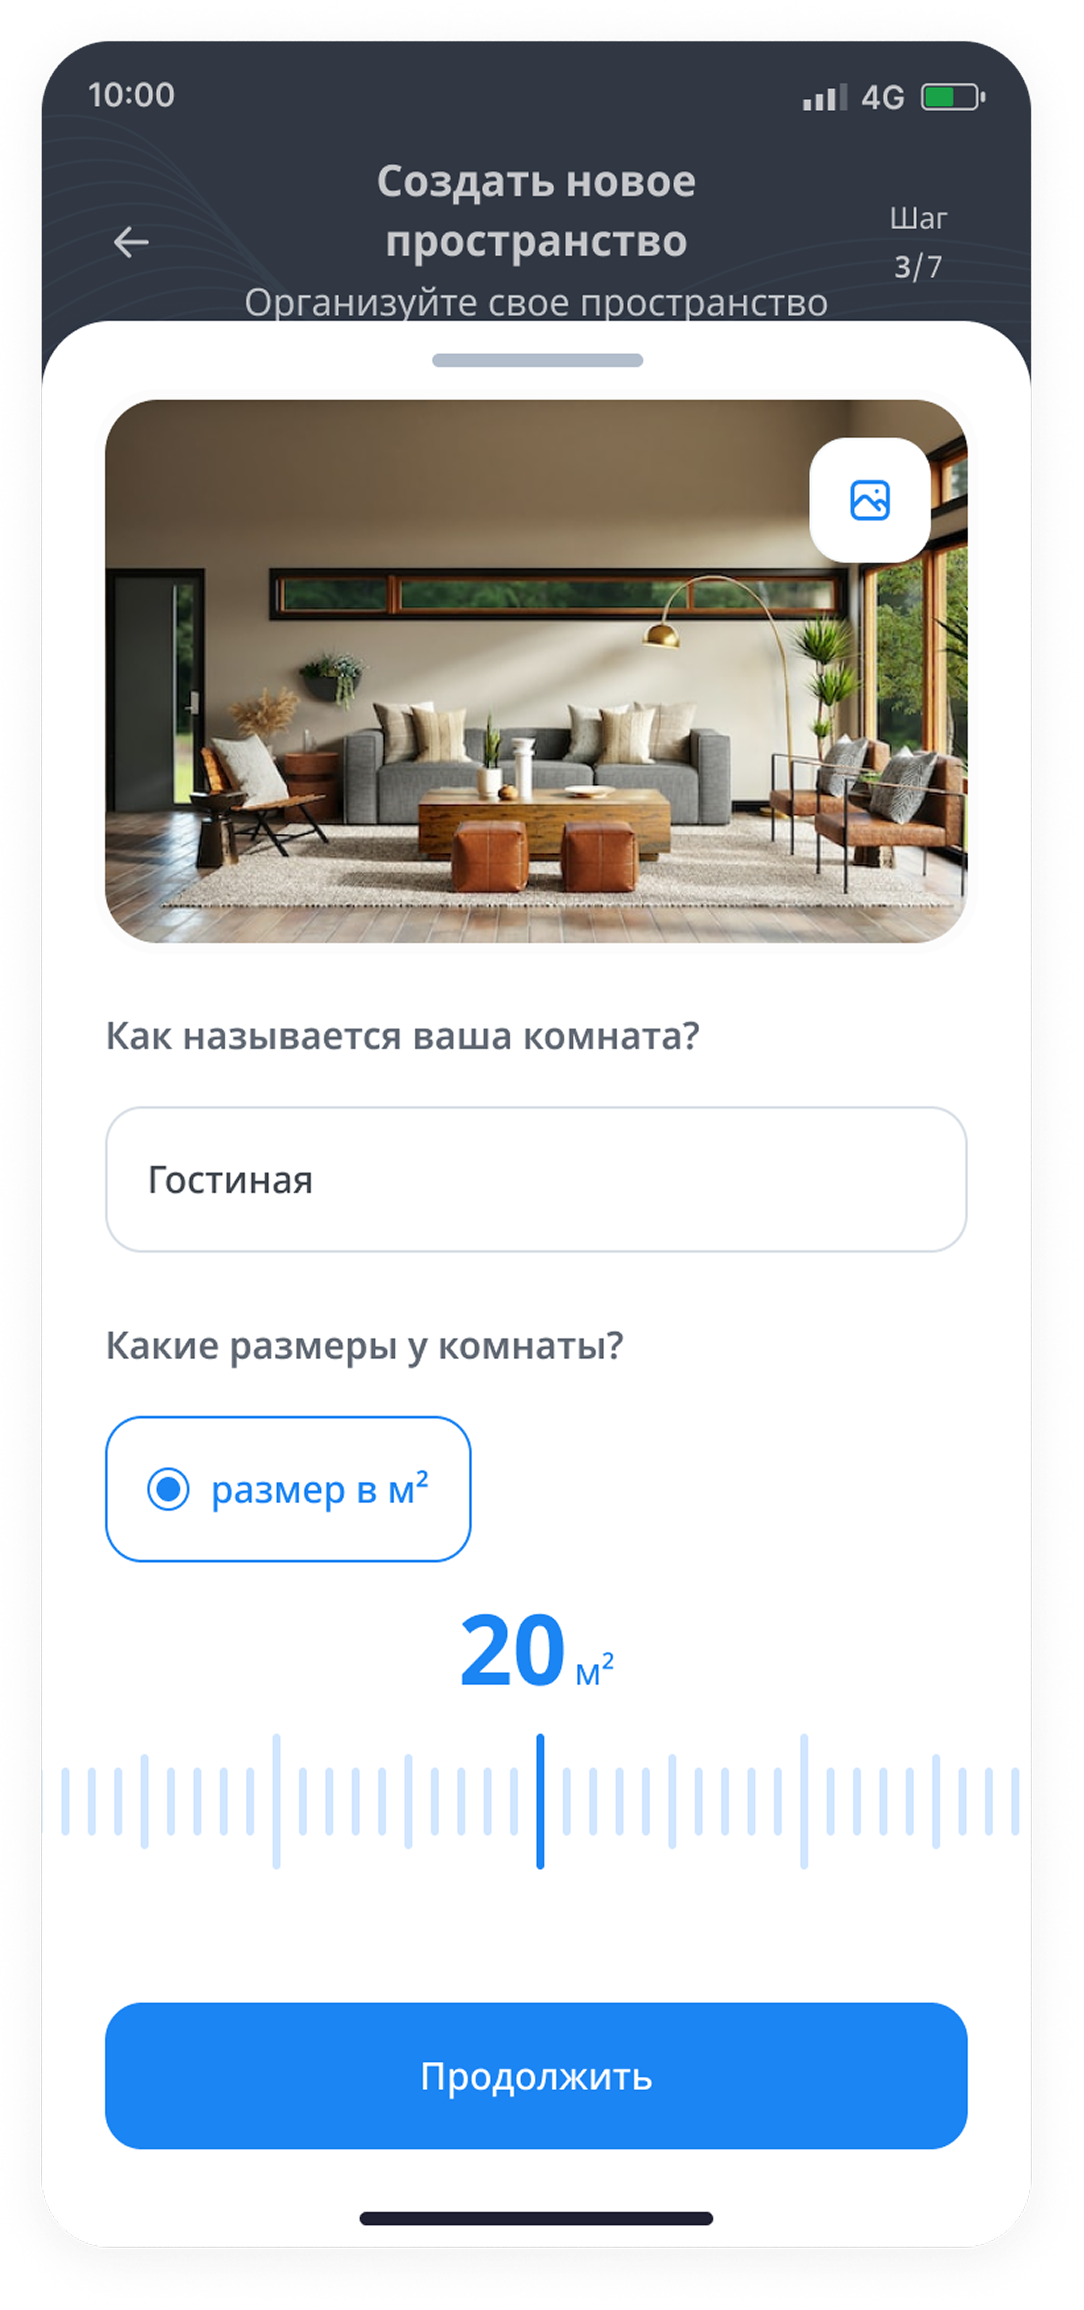 10:00
4G
Создать новое
пространство
Шаг
3/7
Организуйте свое пространство
Как называется ваша комната?
Гостиная
Какие размеры у комнаты?
размер в м²
20 м²
Продолжить